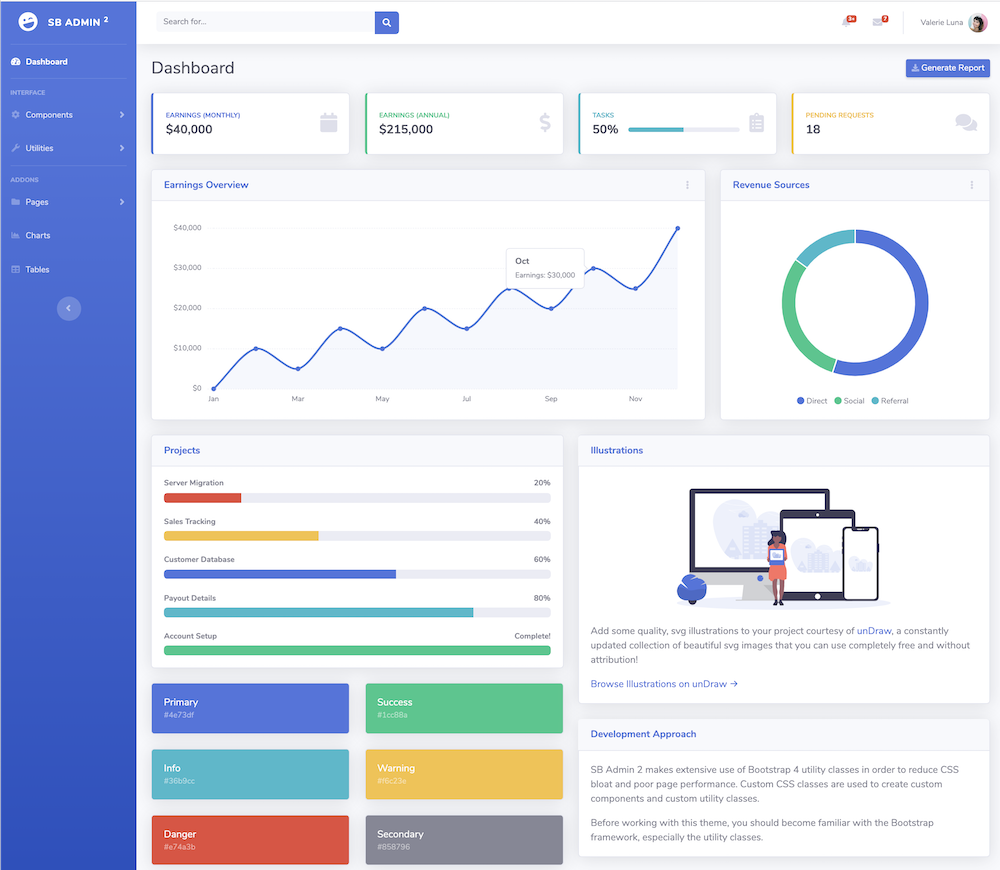 SB ADMIN 2
Search for...
3+
7
Valerie Luna
Dashboard
INTERFACE
Components
Utilities
ADDONS
Pages
Charts
Tables
Dashboard
Generate Report
EARNINGS (MONTHLY)
$40,000
EARNINGS (ANNUAL)
$215,000
TASKS
50%
PENDING REQUESTS
18
Earnings Overview
$40,000
$30,000
$20,000
$10,000
$0
Jan Mar May Jul Sep Nov
Oct
Earnings: $30,000
Revenue Sources
Direct Social Referral
Projects
Server Migration 20%
Sales Tracking 40%
Customer Database 60%
Payout Details 80%
Account Setup Complete!
Primary
#4e73df
Success
#1cc88a
Info
#36b9cc
Warning
#f6c23e
Danger
#e74a3b
Secondary
#858796
Illustrations
Add some quality, svg illustrations to your project courtesy of unDraw, a constantly
updated collection of beautiful svg images that you can use completely free and without
attribution!
Browse Illustrations on unDraw →
Development Approach
SB Admin 2 makes extensive use of Bootstrap 4 utility classes in order to reduce CSS
bloat and poor page performance. Custom CSS classes are used to create custom
components and custom utility classes.
Before working with this theme, you should become familiar with the Bootstrap
framework, especially the utility classes.